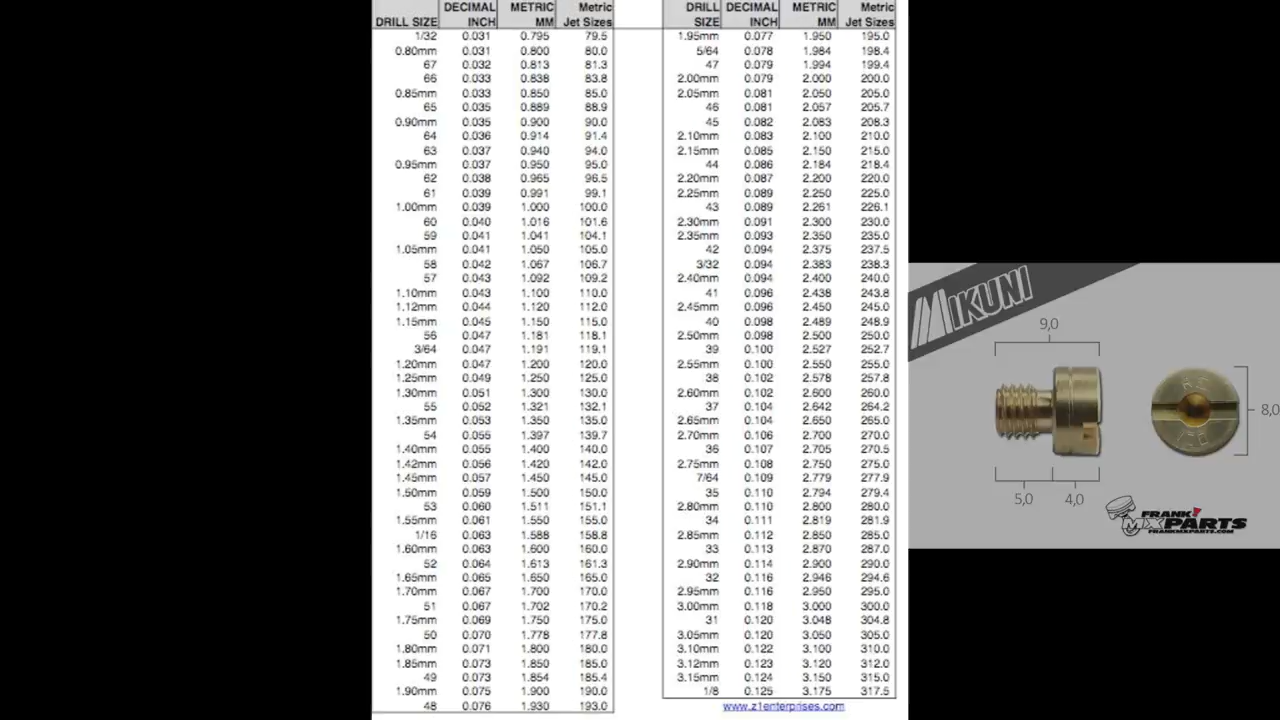 DRILL SIZE DECIMAL INCH METRIC MM Metric Jet Sizes
1/32 0.031 0.795 79.5
0.80mm 0.031 0.800 80.0
67 0.032 0.813 81.3
66 0.033 0.838 83.8
0.85mm 0.033 0.850 85.0
65 0.035 0.889 88.9
0.90mm 0.035 0.900 90.0
64 0.036 0.914 91.4
63 0.037 0.940 94.0
0.95mm 0.037 0.950 95.0
62 0.038 0.965 96.5
61 0.039 0.991 99.1
1.00mm 0.039 1.000 100.0
60 0.040 1.016 101.6
59 0.041 1.041 104.1
1.05mm 0.041 1.050 105.0
58 0.042 1.067 106.7
57 0.043 1.092 109.2
1.10mm 0.043 1.100 110.0
1.12mm 0.044 1.120 112.0
1.15mm 0.045 1.150 115.0
56 0.047 1.181 118.1
3/64 0.047 1.191 119.1
1.20mm 0.047 1.200 120.0
1.25mm 0.049 1.250 125.0
1.30mm 0.051 1.300 130.0
55 0.052 1.321 132.1
1.35mm 0.053 1.350 135.0
54 0.055 1.397 139.7
1.40mm 0.055 1.400 140.0
1.42mm 0.056 1.420 142.0
1.45mm 0.057 1.450 145.0
1.50mm 0.059 1.500 150.0
53 0.060 1.511 151.1
1.55mm 0.061 1.550 155.0
1/16 0.063 1.588 158.8
1.60mm 0.063 1.600 160.0
52 0.064 1.613 161.3
1.65mm 0.065 1.650 165.0
1.70mm 0.067 1.700 170.0
51 0.067 1.702 170.2
1.75mm 0.069 1.750 175.0
50 0.070 1.778 177.8
1.80mm 0.071 1.800 180.0
1.85mm 0.073 1.850 185.0
49 0.073 1.854 185.4
1.90mm 0.075 1.900 190.0
48 0.076 1.930 193.0
DRILL SIZE DECIMAL INCH METRIC MM Metric Jet Sizes
1.95mm 0.077 1.950 195.0
5/64 0.078 1.984 198.4
47 0.079 1.994 199.4
2.00mm 0.079 2.000 200.0
2.05mm 0.081 2.050 205.0
46 0.081 2.057 205.7
45 0.082 2.083 208.3
2.10mm 0.083 2.100 210.0
2.15mm 0.085 2.150 215.0
44 0.086 2.184 218.4
2.20mm 0.087 2.200 220.0
2.25mm 0.089 2.250 225.0
43 0.089 2.261 226.1
2.30mm 0.091 2.300 230.0
2.35mm 0.093 2.350 235.0
42 0.094 2.375 237.5
3/32 0.094 2.383 238.3
2.40mm 0.094 2.400 240.0
41 0.096 2.438 243.8
2.45mm 0.096 2.450 245.0
40 0.098 2.489 248.9
2.50mm 0.098 2.500 250.0
39 0.100 2.527 252.7
2.55mm 0.100 2.550 255.0
38 0.102 2.578 257.8
2.60mm 0.102 2.600 260.0
37 0.104 2.642 264.2
2.65mm 0.104 2.650 265.0
2.70mm 0.106 2.700 270.0
36 0.107 2.705 270.5
2.75mm 0.108 2.750 275.0
7/64 0.109 2.779 277.9
35 0.110 2.794 279.4
2.80mm 0.110 2.800 280.0
34 0.111 2.819 281.9
2.85mm 0.112 2.850 285.0
33 0.113 2.870 287.0
2.90mm 0.114 2.900 290.0
32 0.116 2.946 294.6
2.95mm 0.116 2.950 295.0
3.00mm 0.118 3.000 300.0
31 0.120 3.048 304.8
3.05mm 0.120 3.050 305.0
3.10mm 0.122 3.100 310.0
3.12mm 0.123 3.120 312.0
3.15mm 0.124 3.150 315.0
1/8 0.125 3.175 317.5
www.z1enterprises.com
MIKUNI
9,0
8,0
5,0 4,0
FRANK
MXPARTS
FRANKMXPARTS.COM